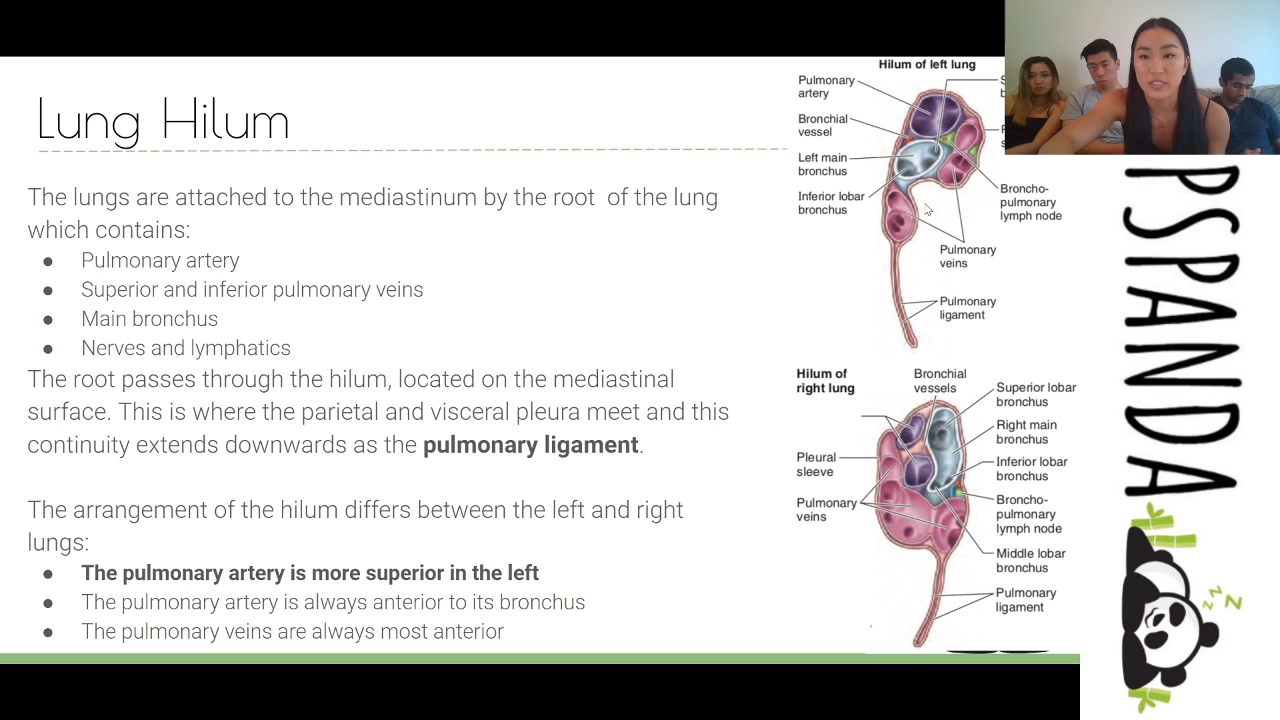 Lung Hilum
The lungs are attached to the mediastinum by the root of the lung
which contains:
● Pulmonary artery
● Superior and inferior pulmonary veins
● Main bronchus
● Nerves and lymphatics
The root passes through the hilum, located on the mediastinal
surface. This is where the parietal and visceral pleura meet and this
continuity extends downwards as the pulmonary ligament.
The arrangement of the hilum differs between the left and right
lungs:
● The pulmonary artery is more superior in the left
● The pulmonary artery is always anterior to its bronchus
● The pulmonary veins are always most anterior
Hilum of left lung
Pulmonary
artery
Bronchial
vessel
Left main
bronchus
Inferior lobar
bronchus
Broncho-
pulmonary
lymph node
Pulmonary
veins
Pulmonary
ligament
Hilum of
right lung
Bronchial
vessels
Pleural
sleeve
Pulmonary
veins
Superior lobar
bronchus
Right main
bronchus
Inferior lobar
bronchus
Broncho-
pulmonary
lymph node
Middle lobar
bronchus
Pulmonary
ligament
PSPANDA
z z Z